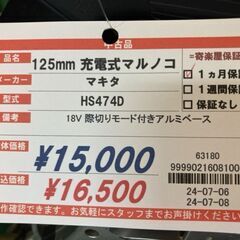 中古品
品名
125mm 充電式マルノコ
メーカー
マキタ
型式
HS474D
備考
18V 際切りモード付きアルミベース
体価格
¥15,000
込価格
¥16,500
=寄楽屋保証=
1ヵ月保
1週間保証
保証なし
63180
9999021608100
24-07-06
24-07-08
作確認できます。お気軽にスタッフまでお声掛けください。